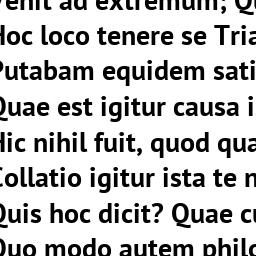 venit ad extremum; Qu
Hoc loco tenere se Tria
Putabam equidem sati
Quae est igitur causa i
Hic nihil fuit, quod qua
Collatio igitur ista te n
Quis hoc dicit? Quae cu
Quo modo autem philo